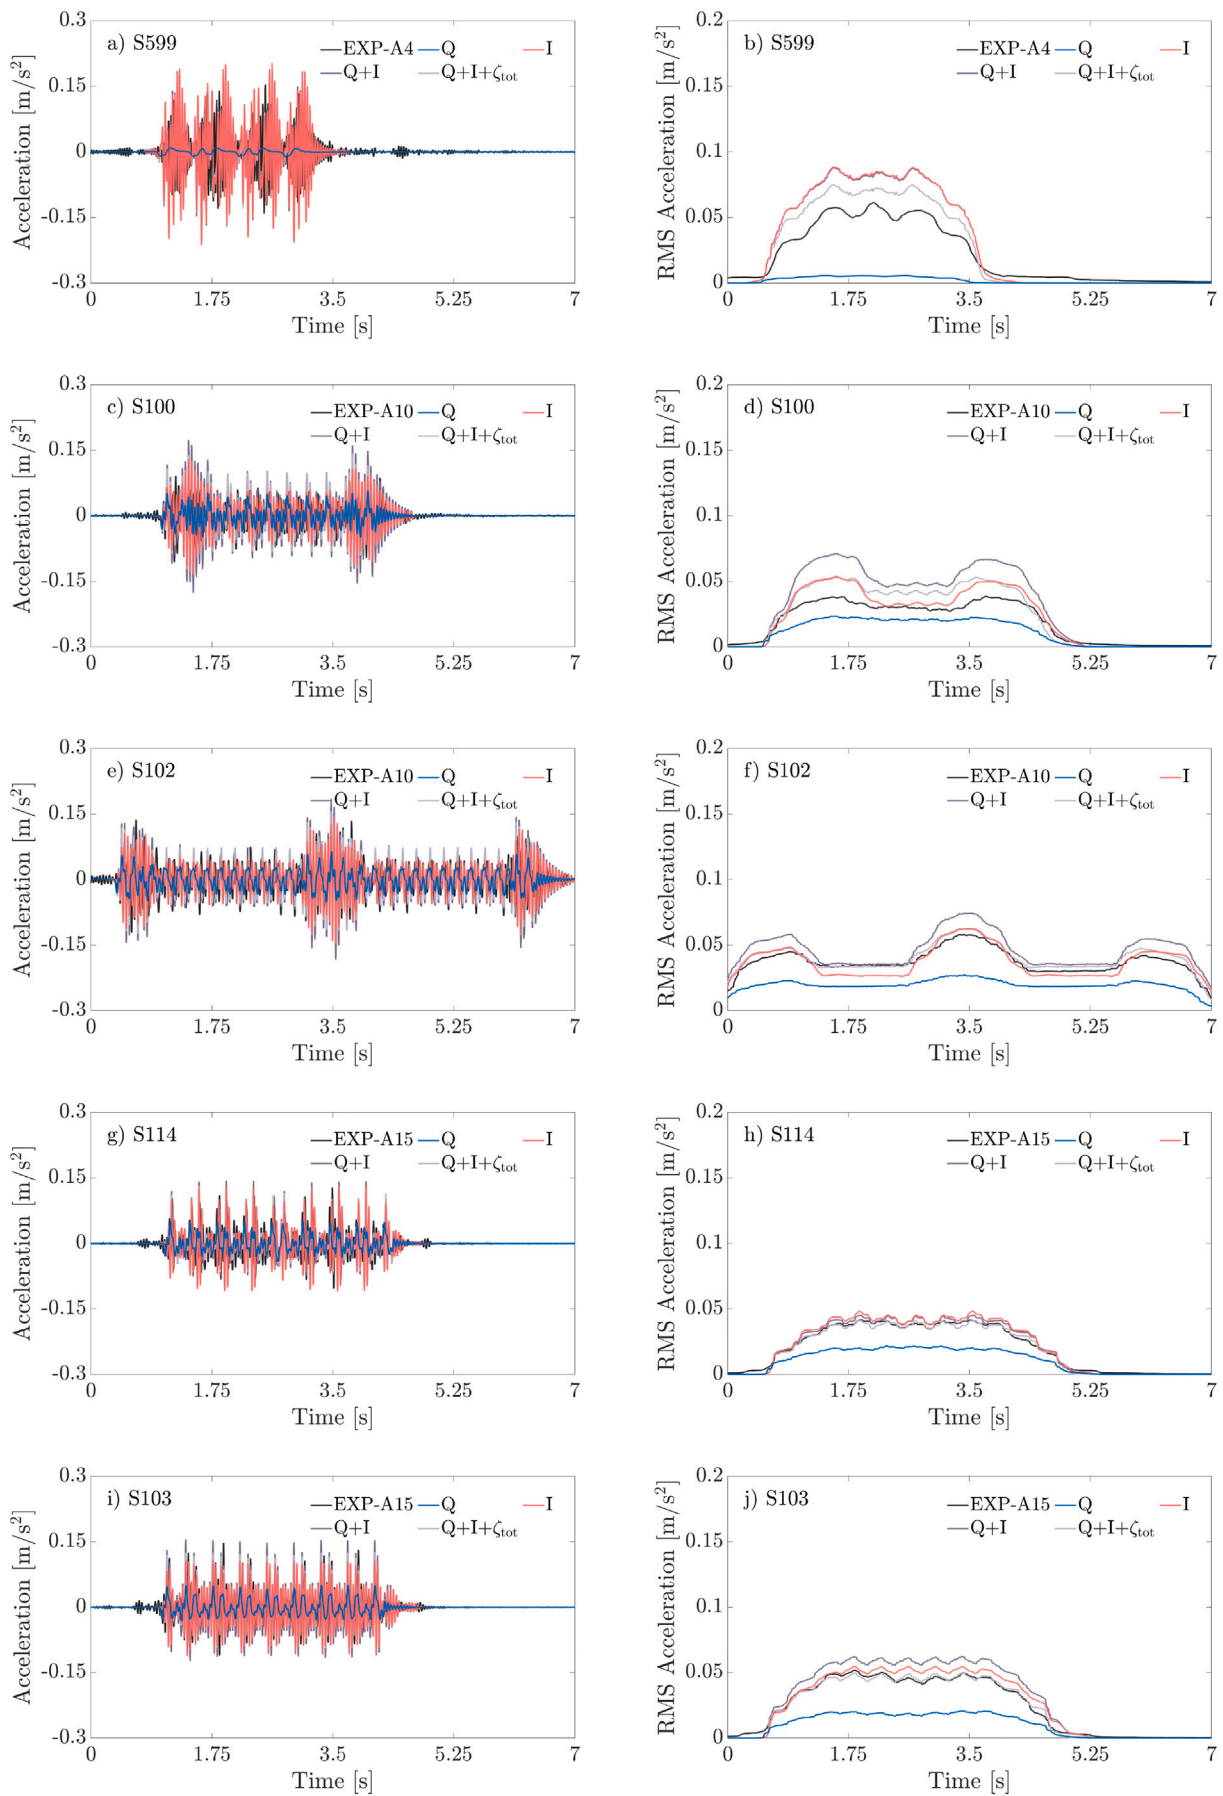 a) S599
EXP-A4 Q I
Q+I Q+I+ζtot
0.3
0.15
0
-0.15
-0.3
Acceleration [m/s²]
0 1.75 3.5 5.25 7
Time [s]
b) S599
EXP-A4 Q I
Q+I Q+I+ζtot
0.2
0.15
0.1
0.05
0
RMS Acceleration [m/s²]
0 1.75 3.5 5.25 7
Time [s]
c) S100
EXP-A10 Q I
Q+I Q+I+ζtot
0.3
0.15
0
-0.15
-0.3
Acceleration [m/s²]
0 1.75 3.5 5.25 7
Time [s]
d) S100
EXP-A10 Q I
Q+I Q+I+ζtot
0.2
0.15
0.1
0.05
0
RMS Acceleration [m/s²]
0 1.75 3.5 5.25 7
Time [s]
e) S102
EXP-A10 Q I
Q+I Q+I+ζtot
0.3
0.15
0
-0.15
-0.3
Acceleration [m/s²]
0 1.75 3.5 5.25 7
Time [s]
f) S102
EXP-A10 Q I
Q+I Q+I+ζtot
0.2
0.15
0.1
0.05
0
RMS Acceleration [m/s²]
0 1.75 3.5 5.25 7
Time [s]
g) S114
EXP-A15 Q I
Q+I Q+I+ζtot
0.3
0.15
0
-0.15
-0.3
Acceleration [m/s²]
0 1.75 3.5 5.25 7
Time [s]
h) S114
EXP-A15 Q I
Q+I Q+I+ζtot
0.2
0.15
0.1
0.05
0
RMS Acceleration [m/s²]
0 1.75 3.5 5.25 7
Time [s]
i) S103
EXP-A15 Q I
Q+I Q+I+ζtot
0.3
0.15
0
-0.15
-0.3
Acceleration [m/s²]
0 1.75 3.5 5.25 7
Time [s]
j) S103
EXP-A15 Q I
Q+I Q+I+ζtot
0.2
0.15
0.1
0.05
0
RMS Acceleration [m/s²]
0 1.75 3.5 5.25 7
Time [s]